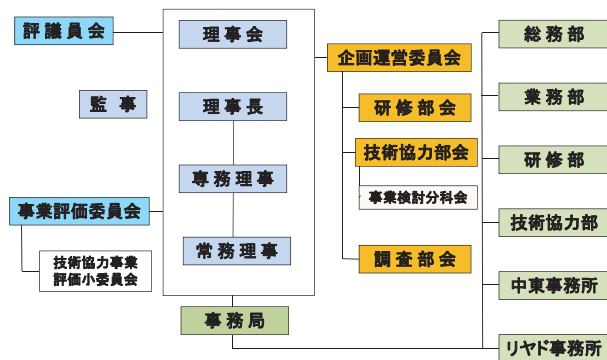 評議員会
監事
事業評価委員会
技術協力事業
評価小委員会
理事会
理事長
専務理事
常務理事
事務局
企画運営委員会
研修部会
技術協力部会
事業検討分科会
調査部会
総務部
業務部
研修部
技術協力部
中東事務所
リヤド事務所